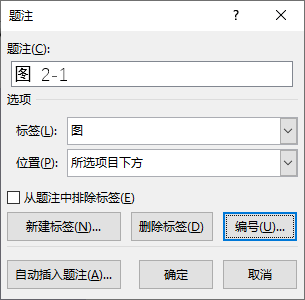 题注
?
×
题注(C):
图 2-1
选项
标签(L):
图
位置(P):
所选项目下方
从题注中排除标签(E)
新建标签(N)...
删除标签(D)
编号(U)...
自动插入题注(A)...
确定
取消